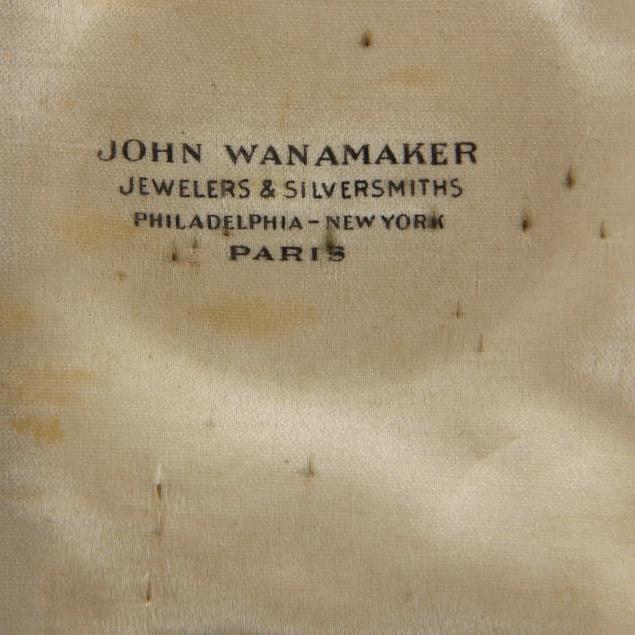 JOHN WANAMAKER
JEWELERS & SILVERSMITHS
PHILADELPHIA-NEW YORK
PARIS